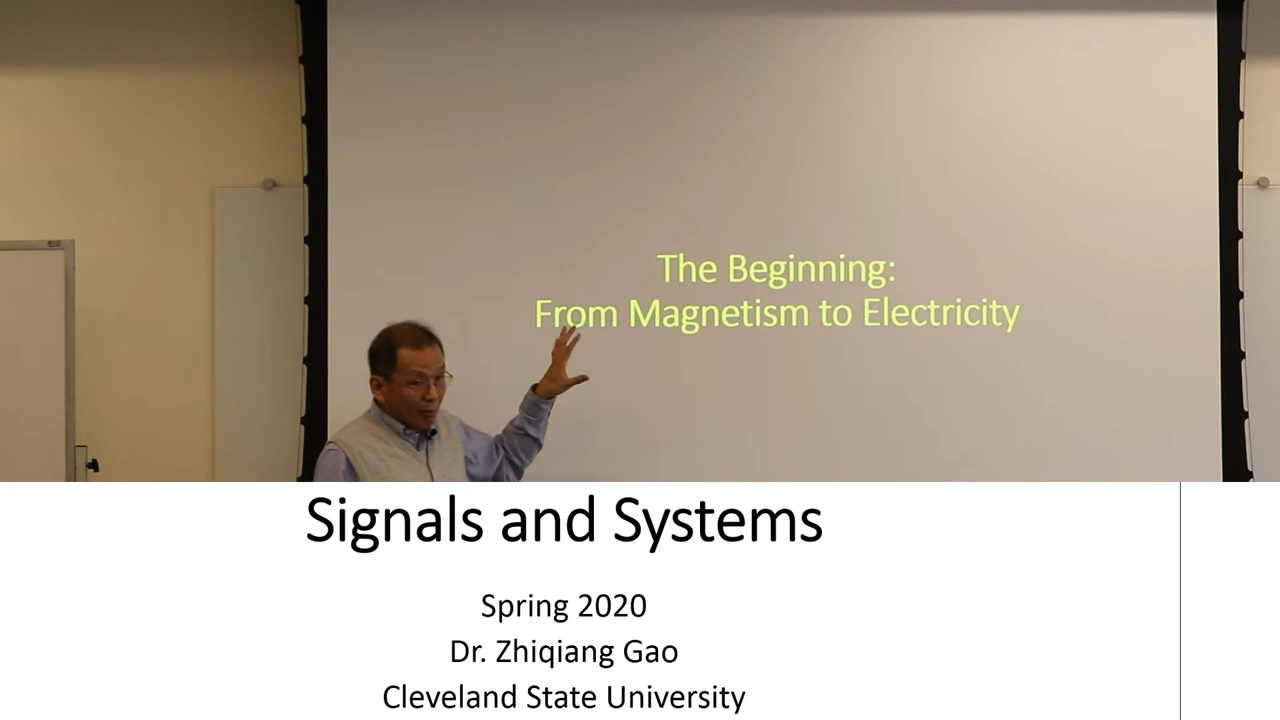 The Beginning:
From Magnetism to Electricity
Signals and Systems
Spring 2020
Dr. Zhiqiang Gao
Cleveland State University